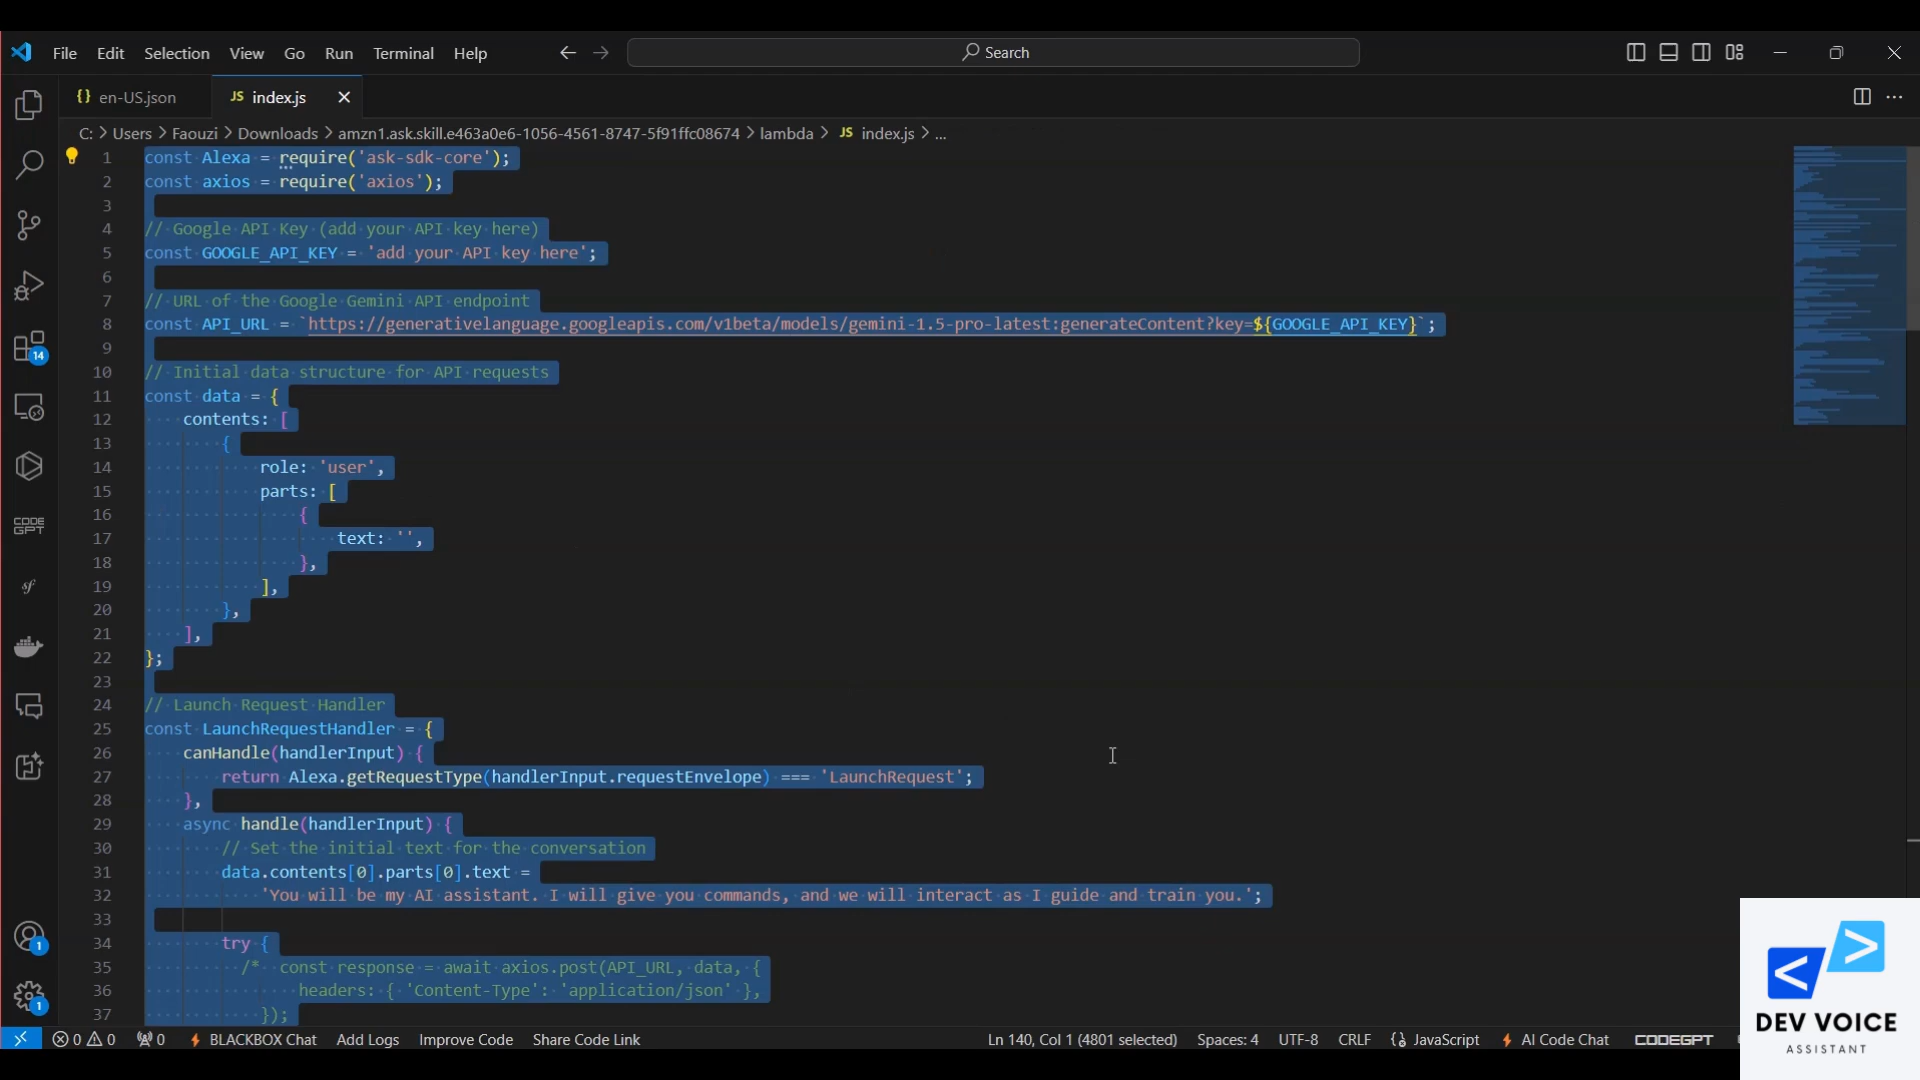 File Edit Selection View Go Run Terminal Help Search
en-US.json JS index.js
C: > Users > Faouzi > Downloads > amzn1.ask.skill.e463a0e6-1056-4561-8747-5f91ffc08674 > lambda > JS index.js > ...
1 const Alexa = require('ask-sdk-core');
2 const axios = require('axios');
3
4 // Google API Key (add your API key here)
5 const GOOGLE_API_KEY = 'add your API key here';
6
7 // URL of the Google Gemini API endpoint
8 const API_URL = `https://generativelanguage.googleapis.com/v1beta/models/gemini-1.5-pro-latest:generateContent?key=${GOOGLE_API_KEY}`;
9
10 // Initial data structure for API requests
11 const data = {
12 contents: [
13 {
14 role: 'user',
15 parts: [
16 {
17 text: '',
18 },
19 ],
20 },
21 ],
22 };
23
24 // Launch Request Handler
25 const LaunchRequestHandler = {
26 canHandle(handlerInput) {
27 return Alexa.getRequestType(handlerInput.requestEnvelope) === 'LaunchRequest';
28 },
29 async handle(handlerInput) {
30 // Set the initial text for the conversation
31 data.contents[0].parts[0].text =
32 'You will be my AI assistant. I will give you commands, and we will interact as I guide and train you.';
33
34 try {
35 /* const response = await axios.post(API_URL, data, {
36 headers: { 'Content-Type': 'application/json' },
37 });
14
CODE
GPT
sf
1
1
0 0 0 BLACKBOX Chat Add Logs Improve Code Share Code Link Ln 140, Col 1 (4801 selected) Spaces: 4 UTF-8 CRLF JavaScript AI Code Chat CODEGPT
DEV VOICE
ASSISTANT